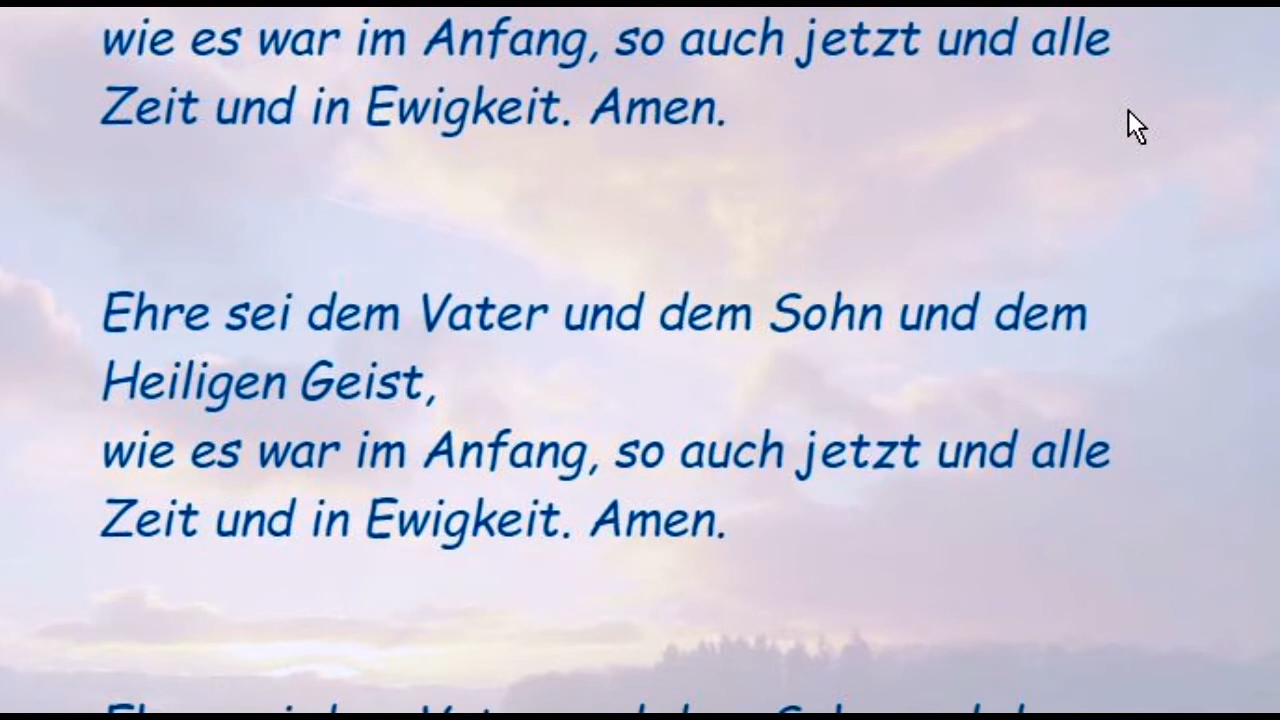 wie es war im Anfang, so auch jetzt und alle
Zeit und in Ewigkeit. Amen.
Ehre sei dem Vater und dem Sohn und dem
Heiligen Geist,
wie es war im Anfang, so auch jetzt und alle
Zeit und in Ewigkeit. Amen.